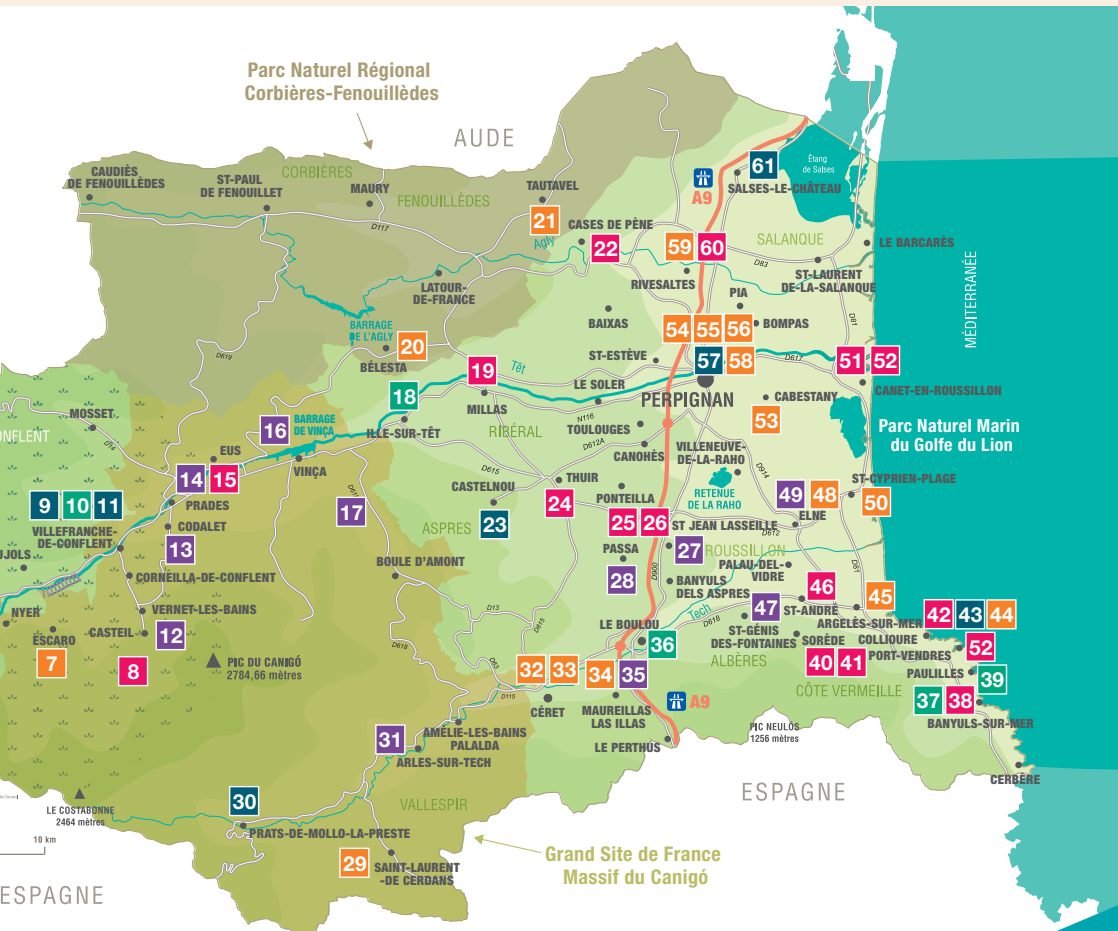 Parc Naturel Régional
Corbières-Fenouillèdes
AUDE
CAUDIÈS
DE FENOUILLÈDES
ST-PAUL
DE FENOUILLET
CORBIÈRES
MAURY
FENOUILLÈDES
D117
TAUTAVEL
21
CASES DE PÈNE
22
Agly
A9
61
SALSES-LE-CHÂTEAU
Étang
de Salses
59
60
SALANQUE
LE BARCARÈS
RIVESALTES
D83
ST-LAURENT
DE-LA-SALANQUE
D81
MÉDITERRANÉE
LATOUR-
DE-FRANCE
BARRAGE
DE L'AGLY
BAIXAS
PIA
54
55
56
BOMPAS
20
BÉLESTA
D619
ST-ESTÈVE
57
58
D617
51
52
CANET-EN-ROUSSILLON
19
Têt
MILLAS
LE SOLER
PERPIGNAN
CABESTANY
53
18
ILLE-SUR-TÊT
N116
TOULOUGES
RIBÉRAL
D612A
CANOHÈS
VILLENEUVE-
DE-LA-RAHO
D914
Parc Naturel Marin
du Golfe du Lion
MOSSET
CONFLENT
D14
16
BARRAGE
DE VINÇA
EUS
VINÇA
14
15
PRADES
D615
THUIR
24
PONTEILLA
RETENUE
DE LA RAHO
49
48
ELNE
ST-CYPRIEN-PLAGE
50
9
10
11
VILLEFRANCHE-
DE-CONFLENT
CODALET
13
17
CASTELNOU
ASPRES
23
25
26
ST JEAN LASSEILLE
D612
PASSA
28
27
ROUSSILLON
PALAU-DEL-
VIDRE
D81
UJOLS
CORNEILLA-DE-CONFLENT
BOULE D'AMONT
D900
BANYULS
DELS ASPRES
46
45
NYER
ESCARO
7
VERNET-LES-BAINS
CASTEIL
12
8
PIC DU CANIGÓ
2784,66 mètres
D13
D615
D618
Tech
LE BOULOU
36
D618
47
ST-GÉNIS
DES-FONTAINES
ST-ANDRÉ
ARGELÈS-SUR-MER
42
43
44
SORÈDE
COLLIOURE
ALBÈRES
40
41
PORT-VENDRES
52
PAULILLES
39
32
33
34
35
D63
D115
CÉRET
MAUREILLAS
LAS ILLAS
A9
CÔTE VERMEILLE
37
38
BANYULS-SUR-MER
31
AMÉLIE-LES-BAINS
PALALDA
ARLES-SUR-TECH
LE PERTHUS
PIC NEULÓS
1256 mètres
CERBÈRE
ESPAGNE
LE COSTABONNE
2464 mètres
30
PRATS-DE-MOLLO-LA-PRESTE
VALLESPIR
10 km
29
SAINT-LAURENT
-DE CERDANS
Grand Site de France
Massif du Canigó
ESPAGNE